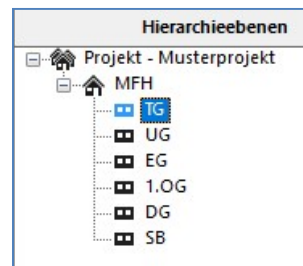 Hierarchieebenen
Projekt - Musterprojekt
MFH
TG
UG
EG
1.OG
DG
SB